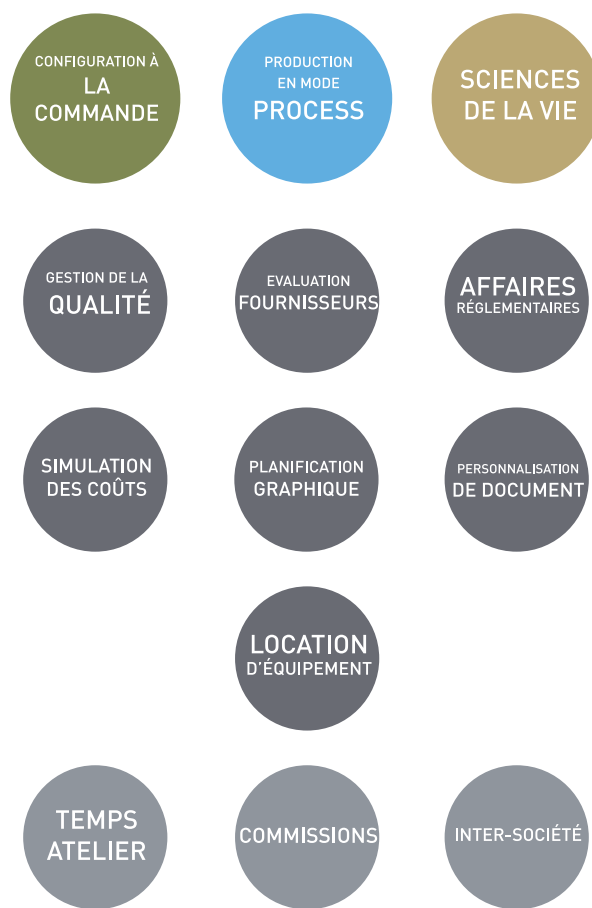 CONFIGURATION À
LA
COMMANDE
PRODUCTION
EN MODE
PROCESS
SCIENCES
DE LA VIE
GESTION DE LA
QUALITÉ
EVALUATION
FOURNISSEURS
AFFAIRES
RÉGLEMENTAIRES
SIMULATION
DES COÛTS
PLANIFICATION
GRAPHIQUE
PERSONNALISATION
DE DOCUMENT
LOCATION
D'ÉQUIPEMENT
TEMPS
ATELIER
COMMISSIONS
INTER-SOCIÉTÉ